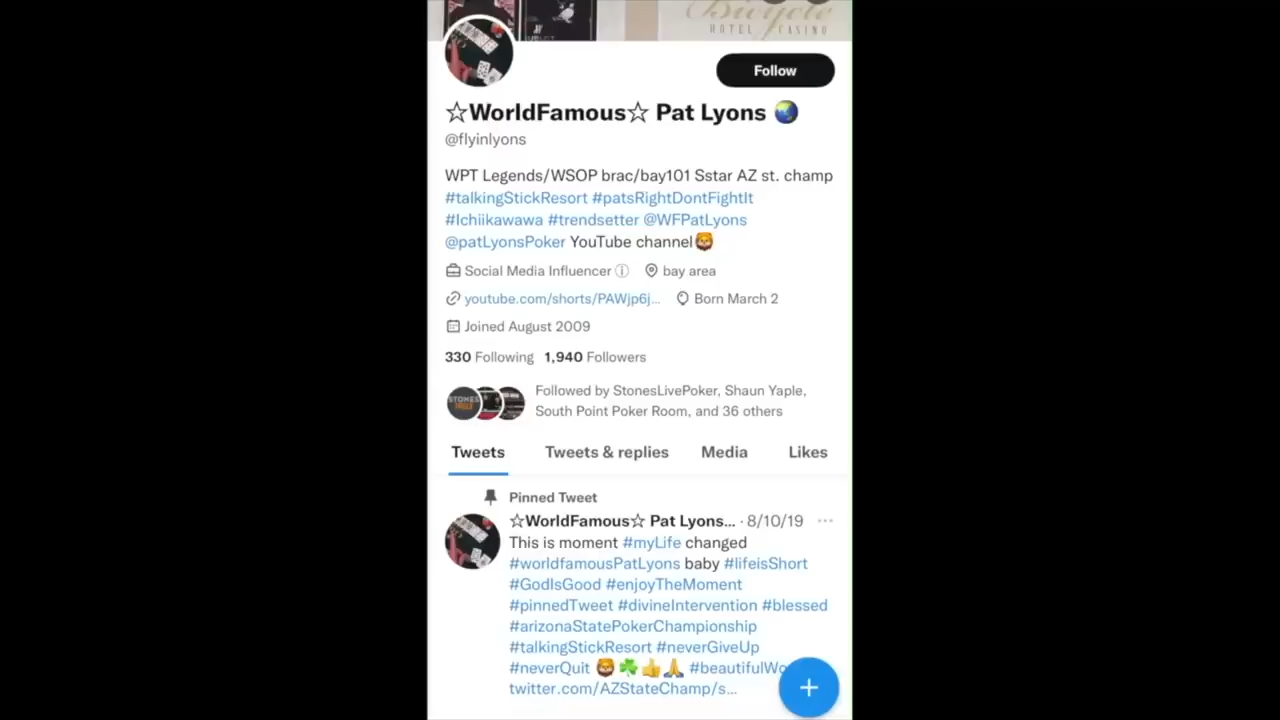 Bicycle
HOTEL CASINO
Follow
☆WorldFamous☆ Pat Lyons 🌏
@flyinlyons
WPT Legends/WSOP brac/bay101 Sstar AZ st. champ
#talkingStickResort #patsRightDontFightIt
#Ichiikawawa #trendsetter @WFPatLyons
@patLyonsPoker YouTube channel🦁
Social Media Influencer ⓘ bay area
youtube.com/shorts/PAWjp6j... Born March 2
Joined August 2009
330 Following 1,940 Followers
STONES
Followed by StonesLivePoker, Shaun Yaple,
South Point Poker Room, and 36 others
Tweets Tweets & replies Media Likes
Pinned Tweet
☆WorldFamous☆ Pat Lyons... · 8/10/19 ...
This is moment #myLife changed
#worldfamousPatLyons baby #lifeisShort
#GodIsGood #enjoyTheMoment
#pinnedTweet #divineIntervention #blessed
#arizonaStatePokerChampionship
#talkingStickResort #neverGiveUp
#neverQuit 🦁☘️👍🙏 #beautifulWo
twitter.com/AZStateChamp/s...